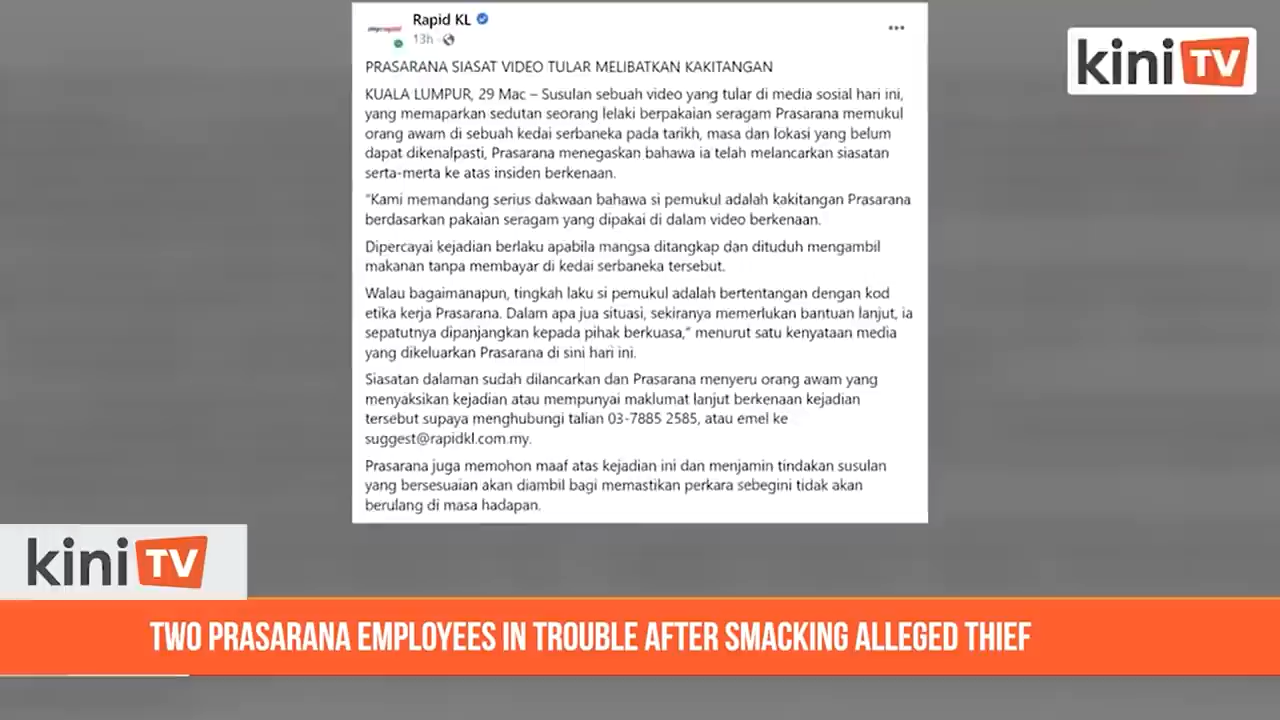 Rapid KL
13h
kini TV
PRASARANA SIASAT VIDEO TULAR MELIBATKAN KAKITANGAN
KUALA LUMPUR, 29 Mac – Susulan sebuah video yang tular di media sosial hari ini,
yang memaparkan sedutan seorang lelaki berpakaian seragam Prasarana memukul
orang awam di sebuah kedai serbaneka pada tarikh, masa dan lokasi yang belum
dapat dikenalpasti, Prasarana menegaskan bahawa ia telah melancarkan siasatan
serta-merta ke atas insiden berkenaan.
“Kami memandang serius dakwaan bahawa si pemukul adalah kakitangan Prasarana
berdasarkan pakaian seragam yang dipakai di dalam video berkenaan.
Dipercayai kejadian berlaku apabila mangsa ditangkap dan dituduh mengambil
makanan tanpa membayar di kedai serbaneka tersebut.
Walau bagaimanapun, tingkah laku si pemukul adalah bertentangan dengan kod
etika kerja Prasarana. Dalam apa jua situasi, sekiranya memerlukan bantuan lanjut, ia
sepatutnya dipanjangkan kepada pihak berkuasa,” menurut satu kenyataan media
yang dikeluarkan Prasarana di sini hari ini.
Siasatan dalaman sudah dilancarkan dan Prasarana menyeru orang awam yang
menyaksikan kejadian atau mempunyai maklumat lanjut berkenaan kejadian
tersebut supaya menghubungi talian 03-7885 2585, atau emel ke
suggest@rapidkl.com.my.
Prasarana juga memohon maaf atas kejadian ini dan menjamin tindakan susulan
yang bersesuaian akan diambil bagi memastikan perkara sebegini tidak akan
berulang di masa hadapan.
kini TV
TWO PRASARANA EMPLOYEES IN TROUBLE AFTER SMACKING ALLEGED THIEF